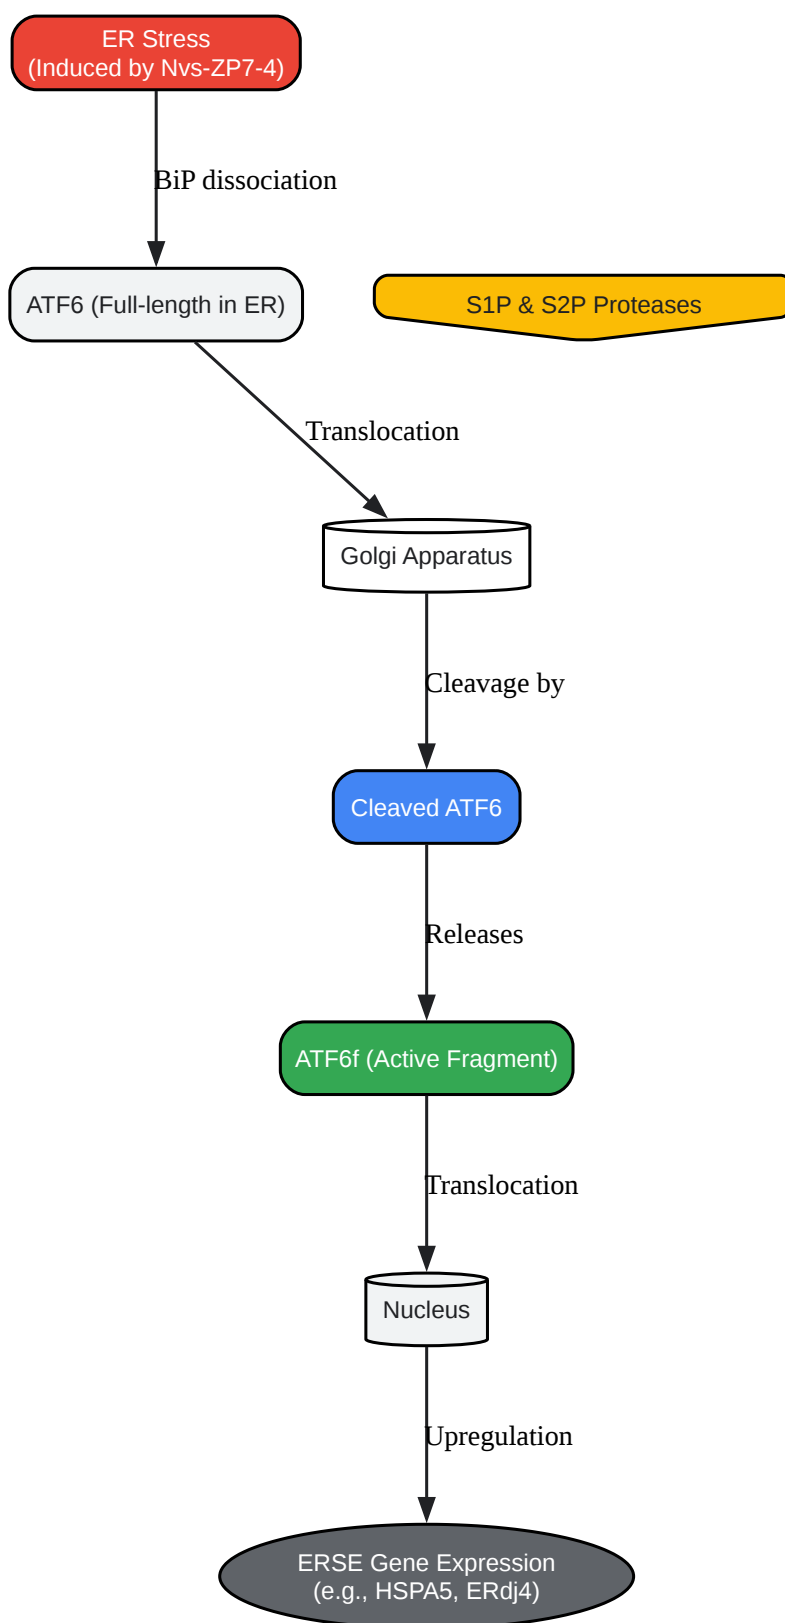 ER Stress
(Induced by Nvs-ZP7-4)
BiP dissociation
ATF6 (Full-length in ER)
S1P & S2P Proteases
Translocation
Golgi Apparatus
Cleavage by
Cleaved ATF6
Releases
ATF6f (Active Fragment)
Translocation
Nucleus
Upregulation
ERSE Gene Expression
(e.g., HSPA5, ERdj4)